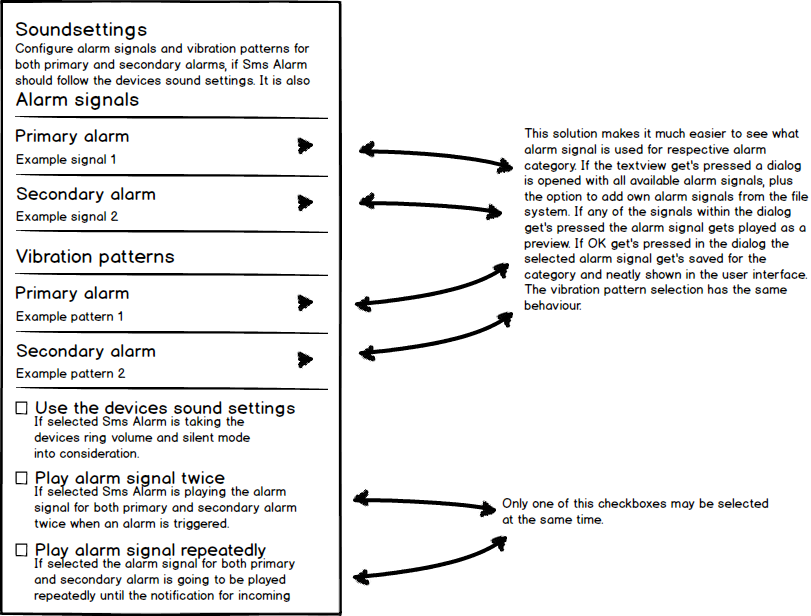 Soundsettings
Configure alarm signals and vibration patterns for
both primary and secondary alarms, if Sms Alarm
should follow the devices sound settings. It is also
Alarm signals
Primary alarm
Example signal 1
Secondary alarm
Example signal 2
Vibration patterns
Primary alarm
Example pattern 1
Secondary alarm
Example pattern 2
Use the devices sound settings
If selected Sms Alarm is taking the
devices ring volume and silent mode
into consideration.
Play alarm signal twice
If selected Sms Alarm is playing the alarm
signal for both primary and secondary alarm
twice when an alarm is triggered.
Play alarm signal repeatedly
If selected the alarm signal for both primary
and secondary alarm is going to be played
repeatedly until the notification for incoming
This solution makes it much easier to see what
alarm signal is used for respective alarm
category. If the textview get's pressed a dialog
is opened with all available alarm signals, plus
the option to add own alarm signals from the file
system. If any of the signals within the dialog
get's pressed the alarm signal gets played as a
preview. If OK get's pressed in the dialog the
selected alarm signal get's saved for the
category and neatly shown in the user interface.
The vibration pattern selection has the same
behaviour.
Only one of this checkboxes may be selected
at the same time.